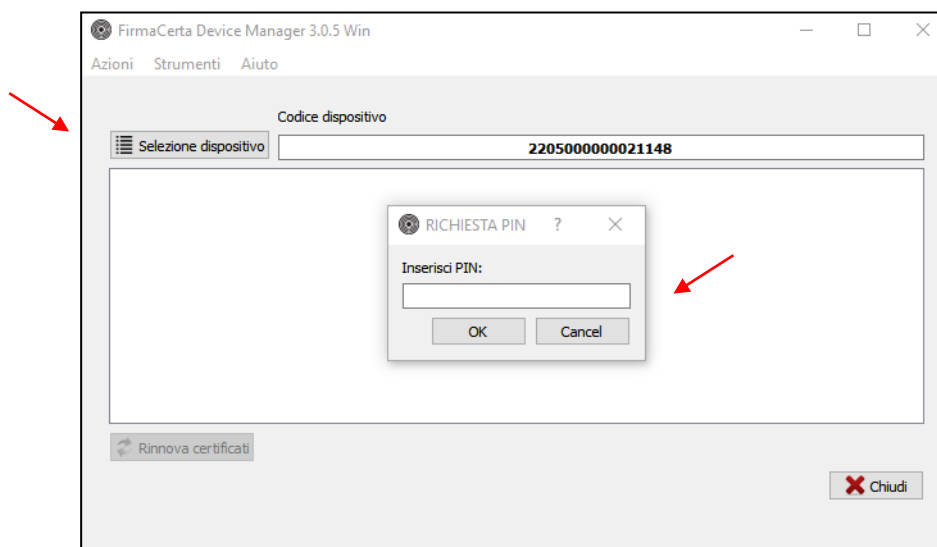 FirmaCerta Device Manager 3.0.5 Win
Azioni Strumenti Aiuto
Codice dispositivo
Selezione dispositivo
2205000000021148
RICHIESTA PIN ?
Inserisci PIN:
OK Cancel
Rinnova certificati
Chiudi